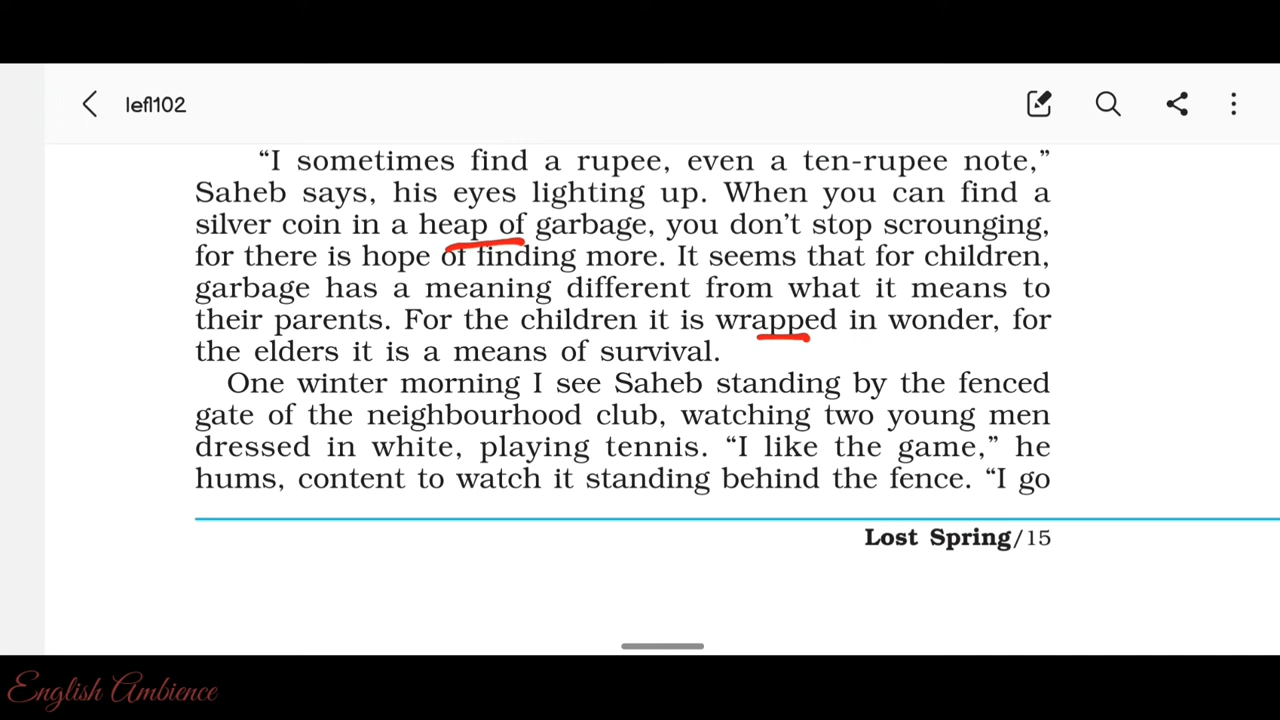 lefl102
“I sometimes find a rupee, even a ten-rupee note,”
Saheb says, his eyes lighting up. When you can find a
silver coin in a heap of garbage, you don’t stop scrounging,
for there is hope of finding more. It seems that for children,
garbage has a meaning different from what it means to
their parents. For the children it is wrapped in wonder, for
the elders it is a means of survival.
One winter morning I see Saheb standing by the fenced
gate of the neighbourhood club, watching two young men
dressed in white, playing tennis. “I like the game,” he
hums, content to watch it standing behind the fence. “I go
Lost Spring/15
English Ambience